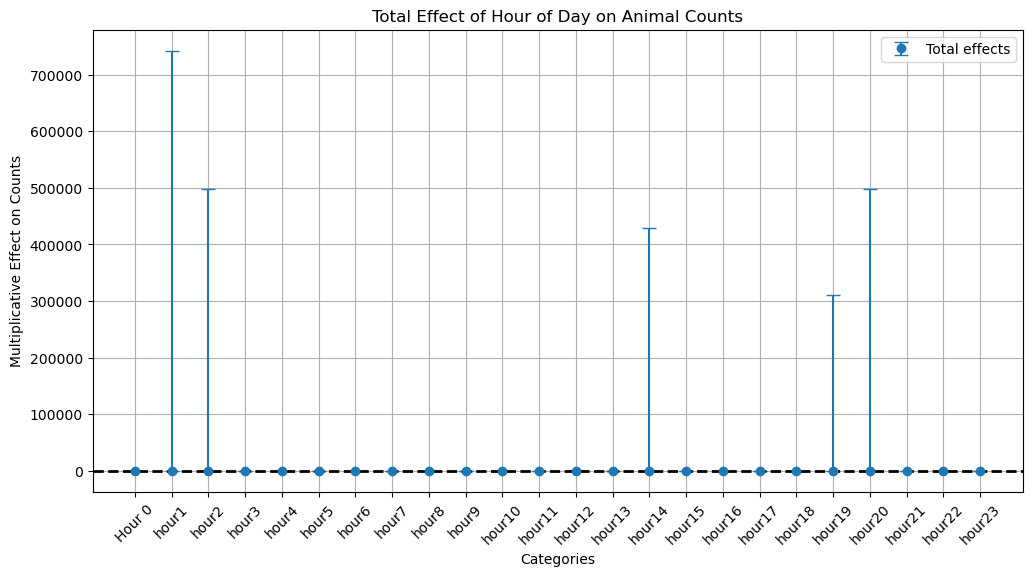 Total Effect of Hour of Day on Animal Counts
Total effects
Multiplicative Effect on Counts
700000
600000
500000
400000
300000
200000
100000
0
Hour 0
hour1
hour2
hour3
hour4
hour5
hour6
hour7
hour8
hour9
hour10
hour11
hour12
hour13
hour14
hour15
hour16
hour17
hour18
hour19
hour20
hour21
hour22
hour23
Categories